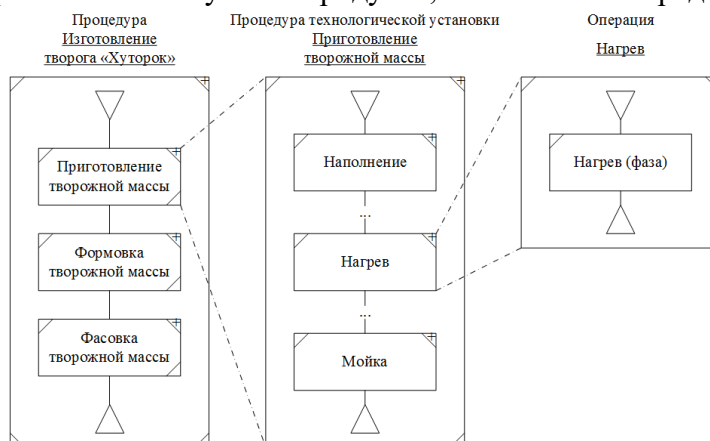 Процедура
Изготовление
творога «Хуторок»
Приготовление
творожной массы
Формовка
творожной массы
Фасовка
творожной массы
Процедура технологической установки
Приготовление
творожной массы
Наполнение
...
Нагрев
...
Мойка
Операция
Нагрев
Нагрев (фаза)